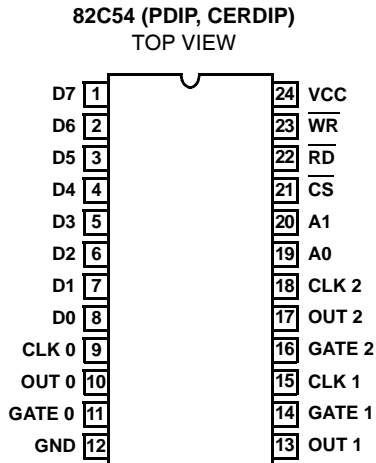 82C54 (PDIP, CERDIP)
TOP VIEW
D7 1 24 VCC
D6 2 23 W̅R̅
D5 3 22 R̅D̅
D4 4 21 C̅S̅
D3 5 20 A1
D2 6 19 A0
D1 7 18 CLK 2
D0 8 17 OUT 2
CLK 0 9 16 GATE 2
OUT 0 10 15 CLK 1
GATE 0 11 14 GATE 1
GND 12 13 OUT 1